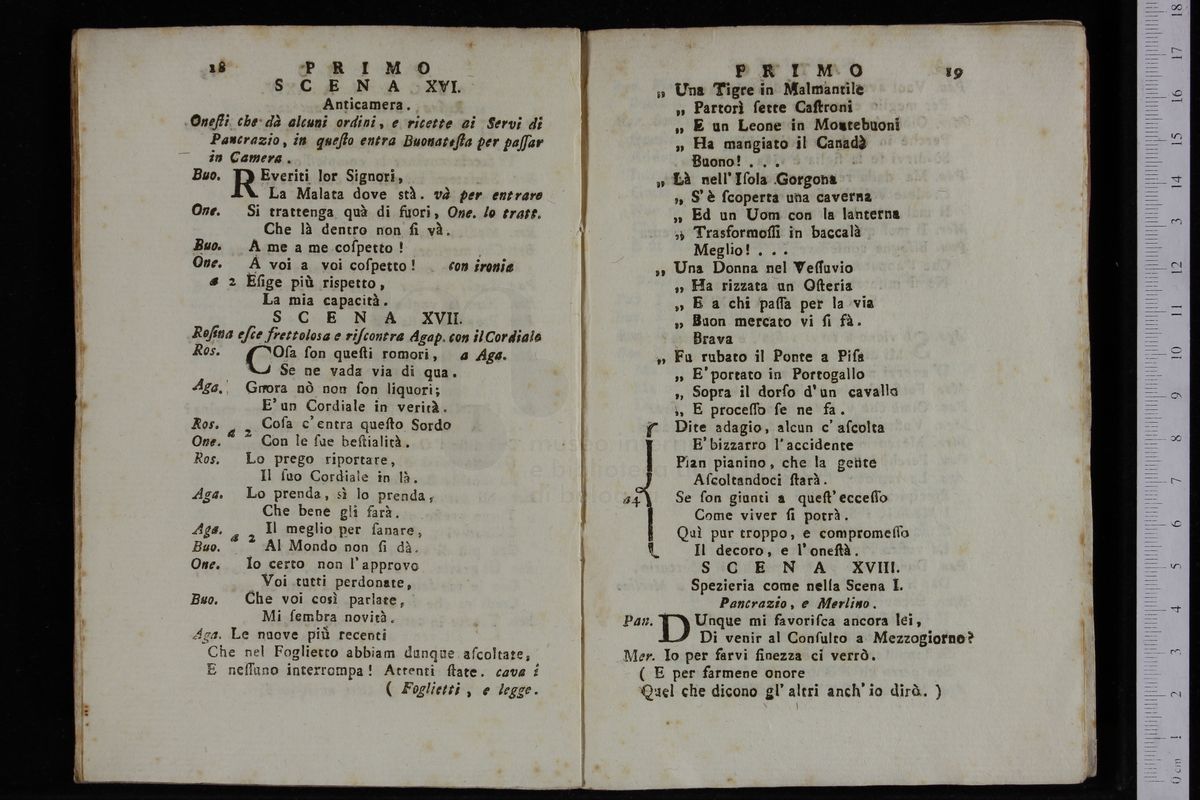 18 PRIMO
SCENA XVI.
Anticamera.
Onesti che dà alcuni ordini, e ricette ai Servi di
Pancrazio, in questo entra Buonatesta per passar
in Camera.
Buo. REveriti lor Signori,
La Malata dove stà. và per entrare
One. Si trattenga quà di fuori, One. lo tratt.
Che là dentro non si và.
Buo. A me a me cospetto!
One. A voi a voi cospetto! con ironia
a 2 Esige più rispetto,
La mia capacità.
SCENA XVII.
Rosina esce frettolosa e riscontra Agap. con il Cordiale
Ros. COsa son questi romori, a Aga.
Se ne vada via di qua.
Aga. Gnora nò non son liquori;
E' un Cordiale in verità.
Ros. a 2 Cosa c'entra questo Sordo
One. Con le sue bestialità.
Ros. Lo prego riportare,
Il suo Cordiale in là.
Aga. Lo prenda, sì lo prenda,
Che bene gli farà.
Aga. a 2 Il meglio per sanare,
Buo. Al Mondo non si dà.
One. Io certo non l'approvo
Voi tutti perdonate,
Buo. Che voi così parlate,
Mi sembra novità.
Aga. Le nuove più recenti
Che nel Foglietto abbiam dunque ascoltate,
E nessuno interrompa! Attenti state. cava i
( Foglietti, e legge.
PRIMO 19
„ Una Tigre in Malmantile
„ Partorì sette Castroni
„ E un Leone in Montebuoni
„ Ha mangiato il Canadà
Buono! . . .
„ Là nell'Isola Gorgona
„ S'è scoperta una caverna
„ Ed un Uom con la lanterna
„ Trasformossi in baccalà
Meglio! . . .
„ Una Donna nel Vessuvio
„ Ha rizzata un Osteria
„ E a chi passa per la via
„ Buon mercato vi si fà.
Brava
„ Fu rubato il Ponte a Pisa
„ E' portato in Portogallo
„ Sopra il dorso d'un cavallo
„ E processo se ne fa.
Dite adagio, alcun c'ascolta
E' bizzarro l'accidente
Pian pianino, che la gente
Ascoltandoci starà.
a4 Se son giunti a quest'eccesso
Come viver si potrà.
Quì pur troppo, e compromesso
Il decoro, e l'onestà.
SCENA XVIII.
Spezieria come nella Scena I.
Pancrazio, e Merlino.
Pan. DUnque mi favorisca ancora lei,
Di venir al Consulto a Mezzogiorno?
Mer. Io per farvi finezza ci verrò.
( E per farmene onore
Quel che dicono gl'altri anch'io dirò. )